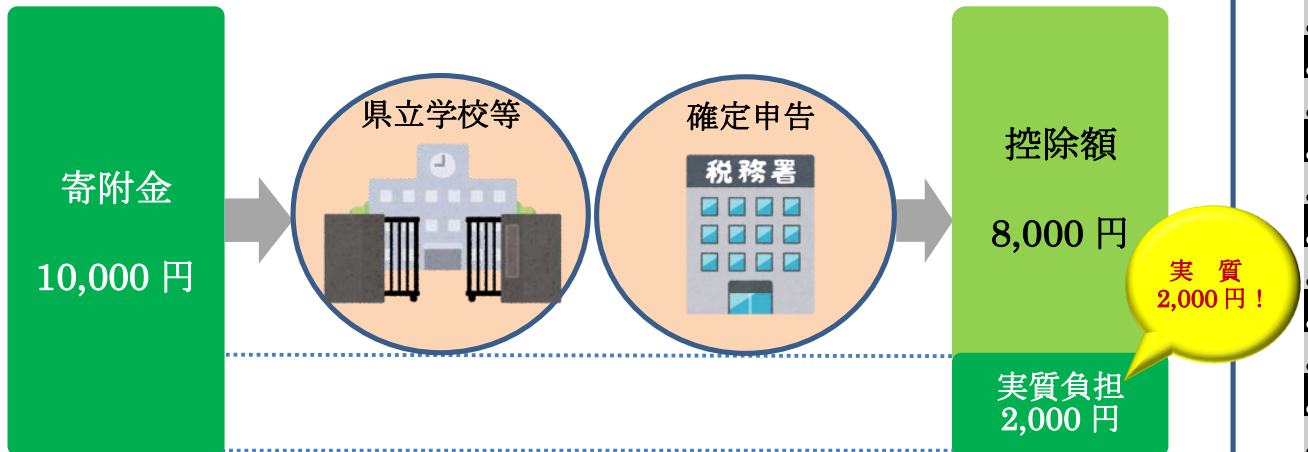 寄附金
10,000 円
県立学校等
確定申告
税務署
控除額
8,000 円
実　質
2,000 円！
実質負担
2,000 円